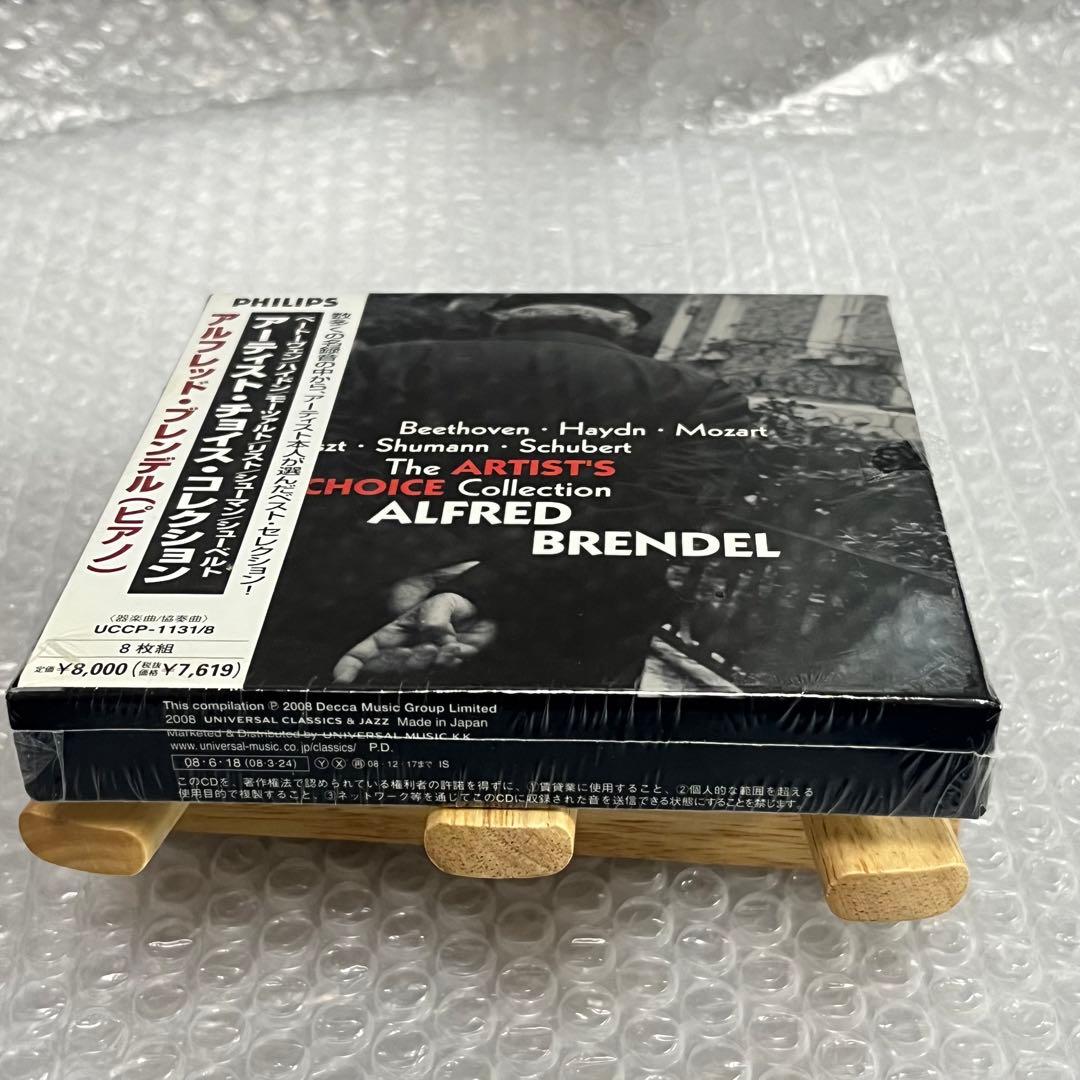 PHILIPS
数多くの名録音の中から、アーティスト本人が選んだベスト・セレクション!
ベートーヴェン/ハイドン/モーツァルト/リスト/シューマン/シューベルト
アーティスト・チョイス・コレクション
アルフレッド・ブレンデル(ピアノ)
〈器楽曲/協奏曲〉
UCCP-1131/8
8枚組
定価¥8,000(税抜価格¥7,619)
Beethoven · Haydn · Mozart
szt · Shumann · Schubert
The ARTIST'S
CHOICE Collection
ALFRED
BRENDEL
This compilation ℗ 2008 Decca Music Group Limited
2008 UNIVERSAL CLASSICS & JAZZ Made in Japan
Marketed & Distributed by UNIVERSAL MUSIC K.K.
www.universal-music.co.jp/classics/ P.D.
08·6·18 (08·3·24) Ⓨ Ⓧ ㊥08·12·17まで IS
このCDを、著作権法で認められている権利者の許諾を得ずに、①賃貸業に使用すること、②個人的な範囲を超える
使用目的で複製すること、③ネットワーク等を通じてこのCDに収録された音を送信できる状態にすることを禁じます。